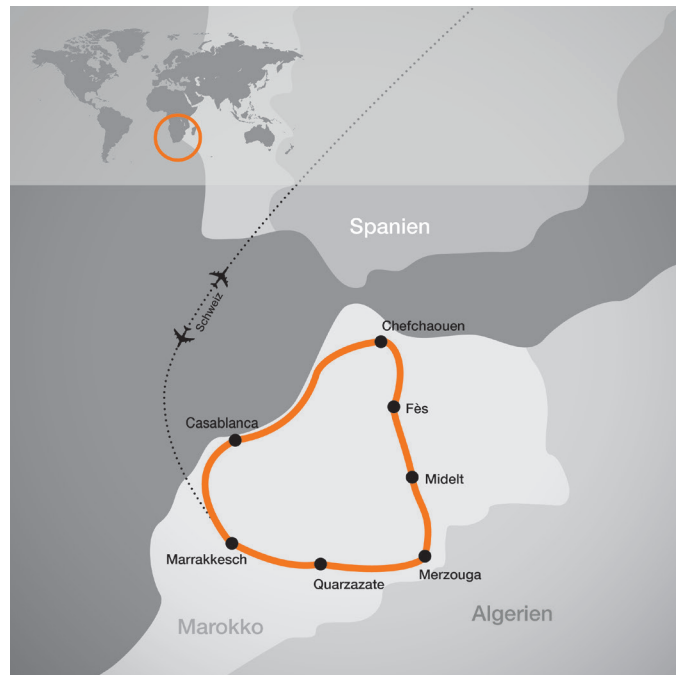 Spanien
Schweiz
Chefchaouen
Fès
Casablanca
Midelt
Marrakkesch
Quarzazate
Merzouga
Marokko
Algerien